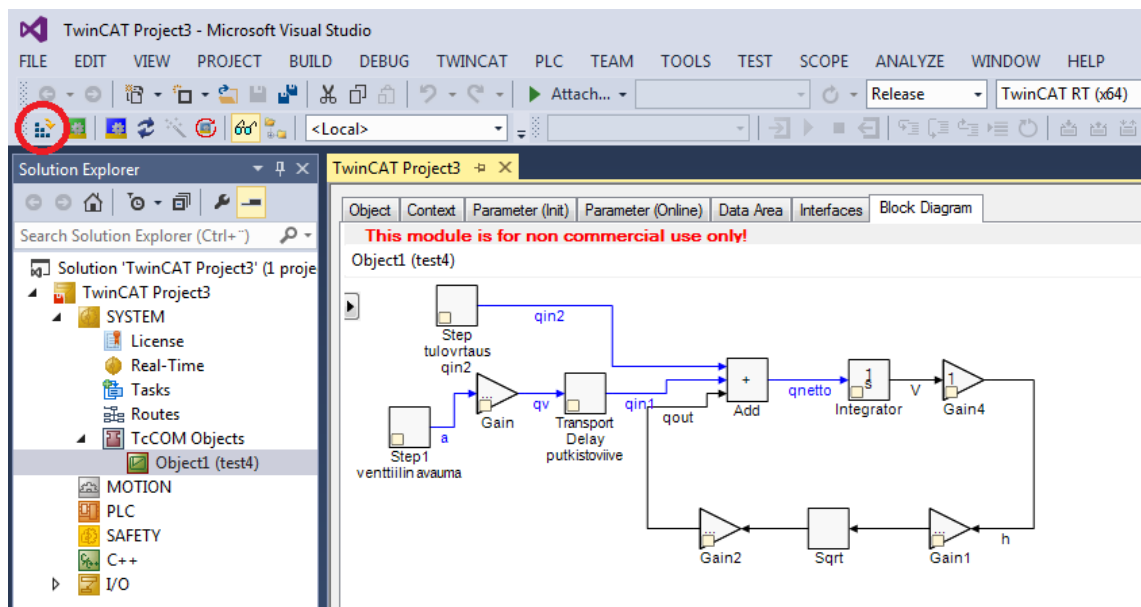 TwinCAT Project3 - Microsoft Visual Studio
FILE EDIT VIEW PROJECT BUILD DEBUG TWINCAT PLC TEAM TOOLS TEST SCOPE ANALYZE WINDOW HELP
Attach... Release TwinCAT RT (x64)
<Local>
Solution Explorer
Search Solution Explorer (Ctrl+¨)
Solution 'TwinCAT Project3' (1 proje
TwinCAT Project3
SYSTEM
License
Real-Time
Tasks
Routes
TcCOM Objects
Object1 (test4)
MOTION
PLC
SAFETY
C++
I/O
TwinCAT Project3
Object Context Parameter (Init) Parameter (Online) Data Area Interfaces Block Diagram
This module is for non commercial use only!
Object1 (test4)
qin2
Step
tulovrtaus
qin2
...
Gain
qv
Transport
Delay
putkistoviive
qin1
qout
+
Add
qnetto
1
s
Integrator
V
1
Gain4
a
Step1
venttiilin avauma
...
Gain2
Sqrt
...
Gain1
h